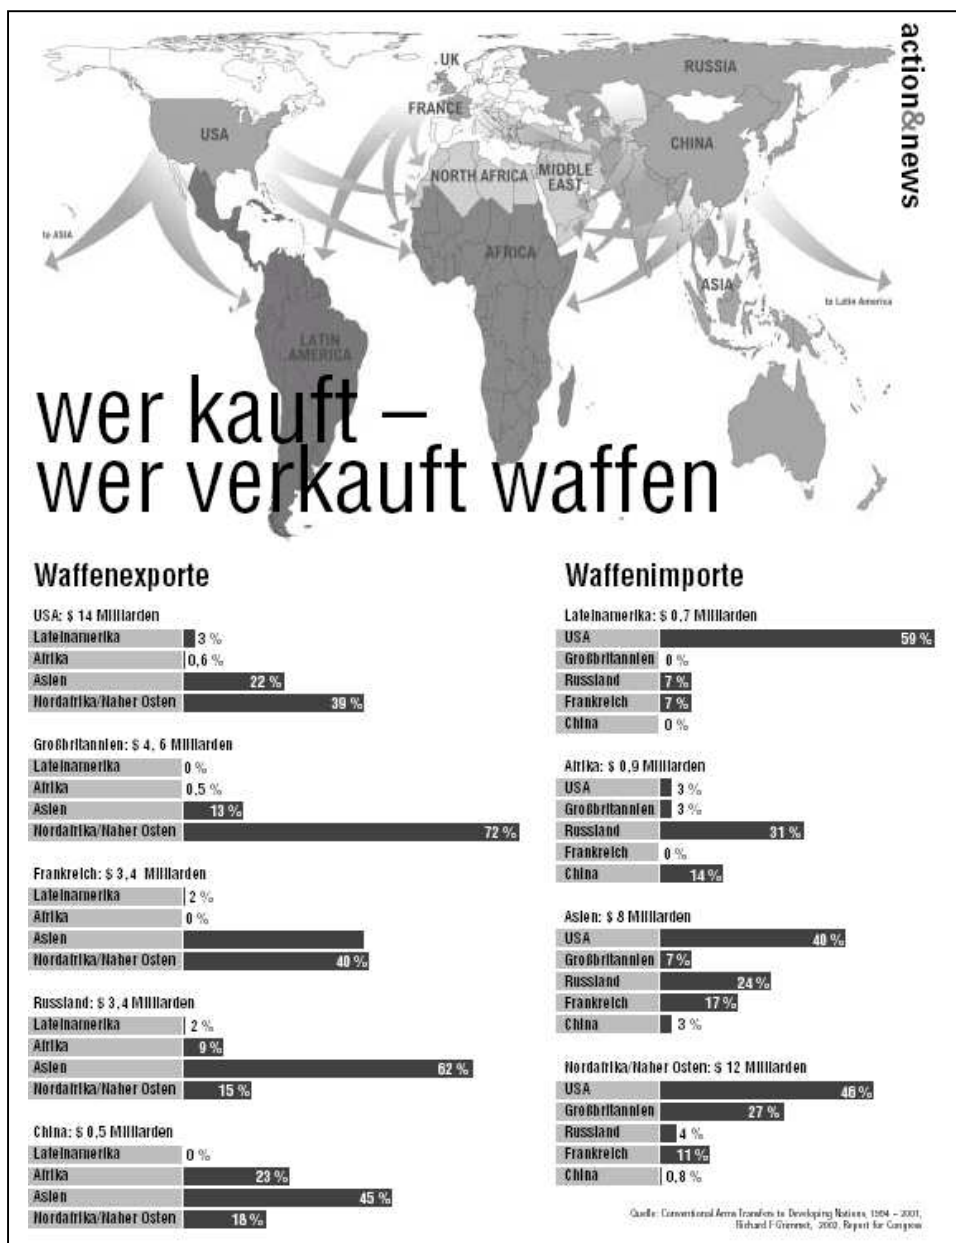 action&news
UK
RUSSIA
FRANCE
USA
CHINA
NORTH AFRICA
MIDDLE
EAST
to ASIA
AFRICA
ASIA
to Latin America
LATIN
AMERICA
wer kauft –
wer verkauft waffen
Waffenexporte
USA: $ 14 Milliarden
Lateinamerika 3 %
Afrika 0,6 %
Asien 22 %
Nordafrika/Naher Osten 39 %
Großbritannien: $ 4, 6 Milliarden
Lateinamerika 0 %
Afrika 0,5 %
Asien 13 %
Nordafrika/Naher Osten 72 %
Frankreich: $ 3,4 Milliarden
Lateinamerika 2 %
Afrika 0 %
Asien
Nordafrika/Naher Osten 40 %
Russland: $ 3,4 Milliarden
Lateinamerika 2 %
Afrika 9 %
Asien 62 %
Nordafrika/Naher Osten 15 %
China: $ 0,5 Milliarden
Lateinamerika 0 %
Afrika 23 %
Asien 45 %
Nordafrika/Naher Osten 18 %
Waffenimporte
Lateinamerika: $ 0,7 Milliarden
USA 59 %
Großbritannien 0 %
Russland 7 %
Frankreich 7 %
China 0 %
Afrika: $ 0,9 Milliarden
USA 3 %
Großbritannien 3 %
Russland 31 %
Frankreich 0 %
China 14 %
Asien: $ 8 Milliarden
USA 40 %
Großbritannien 7 %
Russland 24 %
Frankreich 17 %
China 3 %
Nordafrika/Naher Osten: $ 12 Milliarden
USA 46 %
Großbritannien 27 %
Russland 4 %
Frankreich 11 %
China 0,8 %
Quelle: Conventional Arms Transfers to Developing Nations, 1994 – 2001,
Richard F Grimmet, 2002, Report for Congress